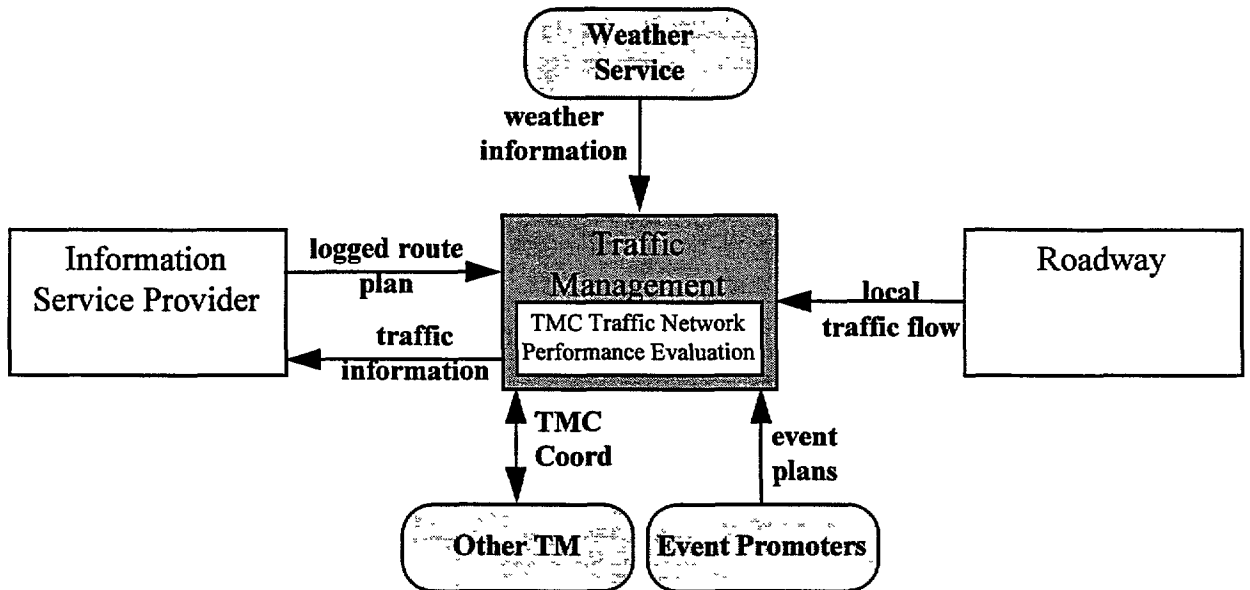 Weather
Service
weather
information
Information
Service Provider
logged route
plan
traffic
information
Traffic
Management
TMC Traffic Network
Performance Evaluation
Roadway
local
traffic flow
TMC
Coord
event
plans
Other TM
Event Promoters